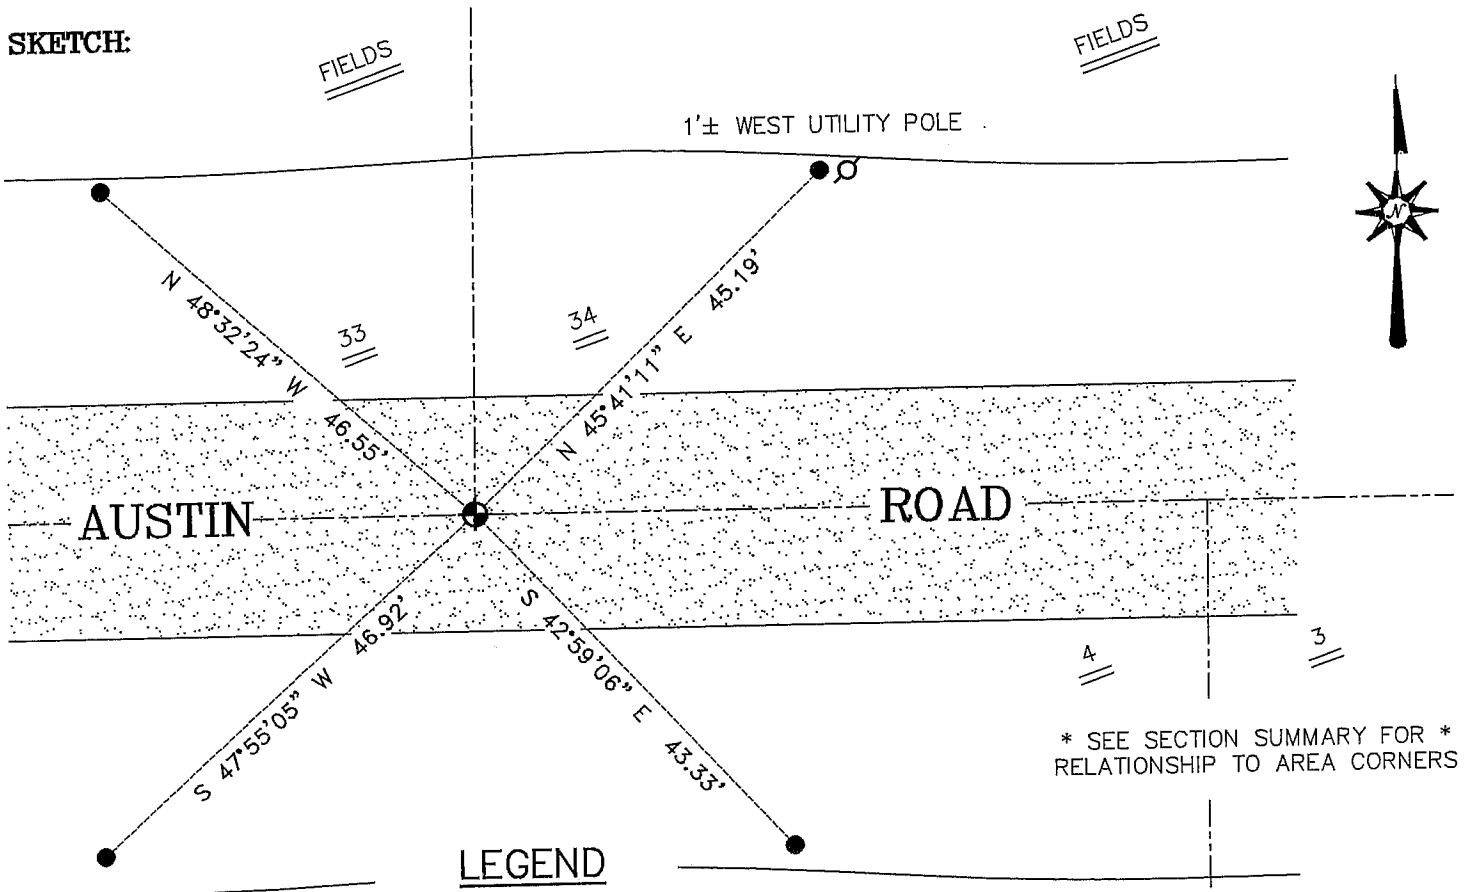 SKETCH:
FIELDS
FIELDS
1'± WEST UTILITY POLE
N
N 48°32'24" W 46.55'
33
34
N 45°41'11" E 45.19'
AUSTIN ROAD
S 47°55'05" W 46.92'
S 42°59'06" E 43.33'
4
3
* SEE SECTION SUMMARY FOR *
RELATIONSHIP TO AREA CORNERS
LEGEND